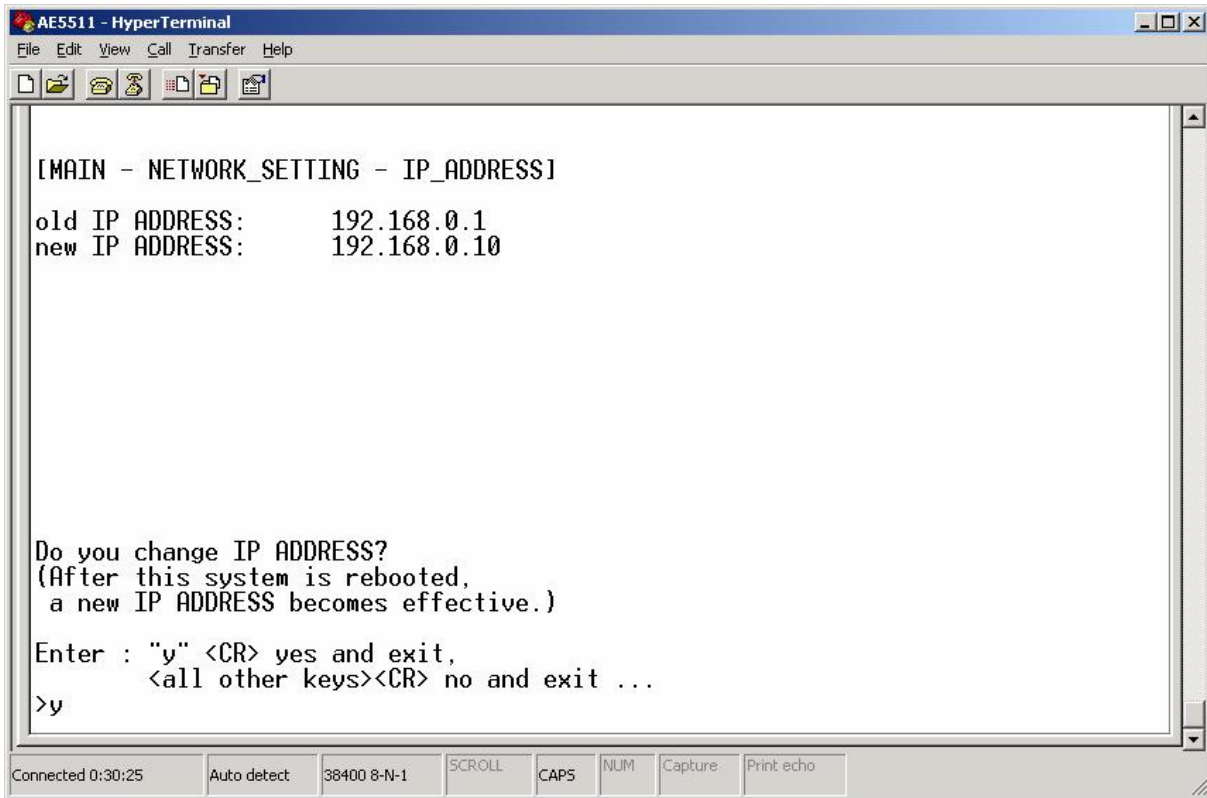 AE5511 - HyperTerminal
File Edit View Call Transfer Help
[MAIN - NETWORK_SETTING - IP_ADDRESS]
old IP ADDRESS: 192.168.0.1
new IP ADDRESS: 192.168.0.10
Do you change IP ADDRESS?
(After this system is rebooted,
a new IP ADDRESS becomes effective.)
Enter : "y" <CR> yes and exit,
<all other keys><CR> no and exit ...
>y
Connected 0:30:25 Auto detect 38400 8-N-1 SCROLL CAPS NUM Capture Print echo